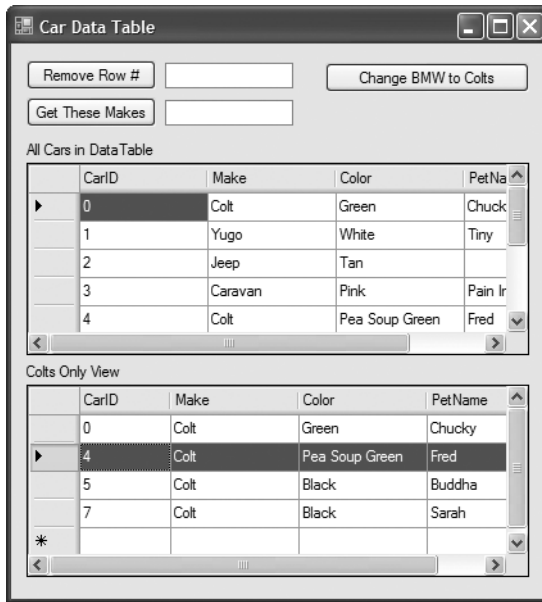 Car Data Table
Remove Row #
Change BMW to Colts
Get These Makes
All Cars in DataTable
CarID Make Color PetNa
0 Colt Green Chuck
1 Yugo White Tiny
2 Jeep Tan
3 Caravan Pink Pain In
4 Colt Pea Soup Green Fred
Colts Only View
CarID Make Color PetName
0 Colt Green Chucky
4 Colt Pea Soup Green Fred
5 Colt Black Buddha
7 Colt Black Sarah